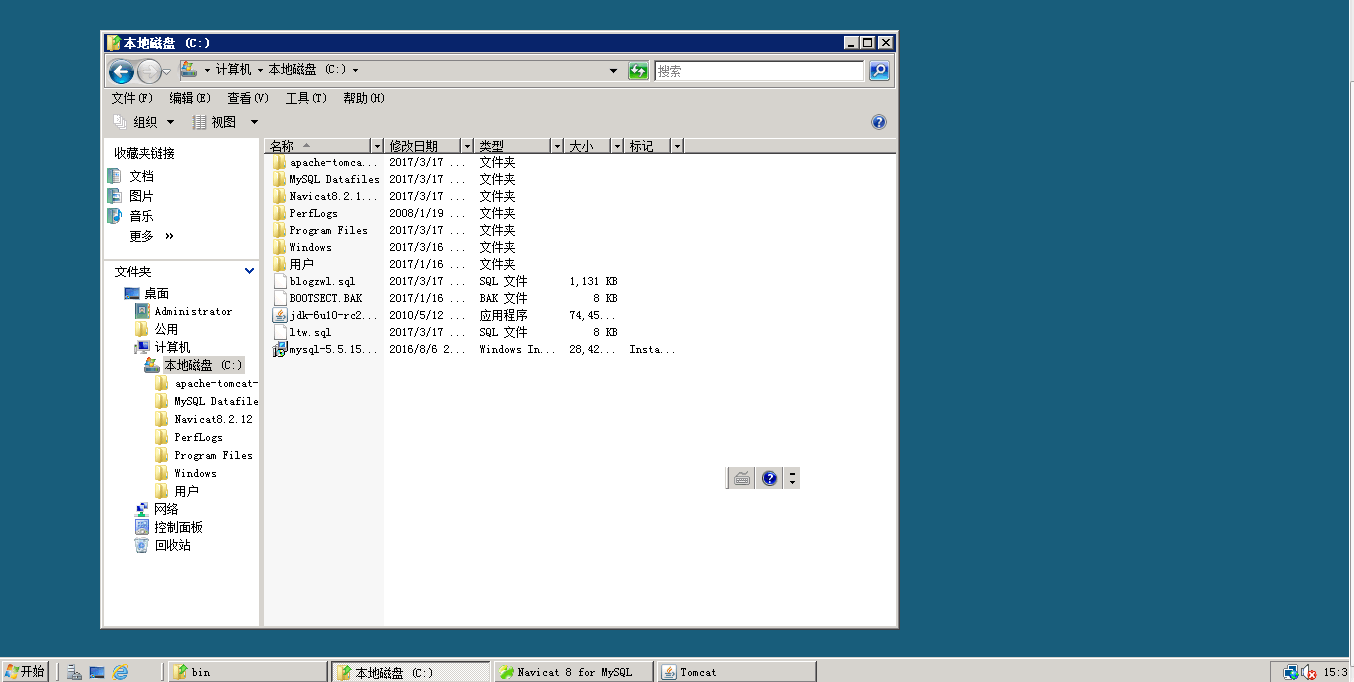 本地磁盘 (C:)
计算机 本地磁盘 (C:) 搜索
文件(F) 编辑(E) 查看(V) 工具(T) 帮助(H)
组织 视图
收藏夹链接
文档
图片
音乐
更多 »
文件夹
桌面
Administrator
公用
计算机
本地磁盘 (C:)
apache-tomcat-
MySQL Datafile
Navicat8.2.12
PerfLogs
Program Files
Windows
用户
网络
控制面板
回收站
名称 修改日期 类型 大小 标记
apache-tomca... 2017/3/17 ... 文件夹
MySQL Datafiles 2017/3/17 ... 文件夹
Navicat8.2.1... 2017/3/17 ... 文件夹
PerfLogs 2008/1/19 ... 文件夹
Program Files 2017/3/17 ... 文件夹
Windows 2017/3/16 ... 文件夹
用户 2017/1/16 ... 文件夹
blogzwl.sql 2017/3/17 ... SQL 文件 1,131 KB
BOOTSECT.BAK 2017/1/16 ... BAK 文件 8 KB
jdk-6u10-rc2... 2010/5/12 ... 应用程序 74,45...
ltw.sql 2017/3/17 ... SQL 文件 8 KB
mysql-5.5.15... 2016/8/6 2... Windows In... 28,42... Insta...
开始 bin 本地磁盘 (C:) Navicat 8 for MySQL Tomcat 15:3